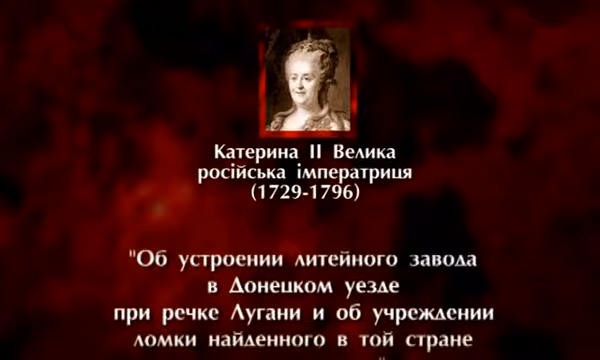 Катерина II Велика
російська імператриця
(1729-1796)
"Об устроении литейного завода
в Донецком уезде
при речке Лугани и об учреждении
ломки найденного в той стране